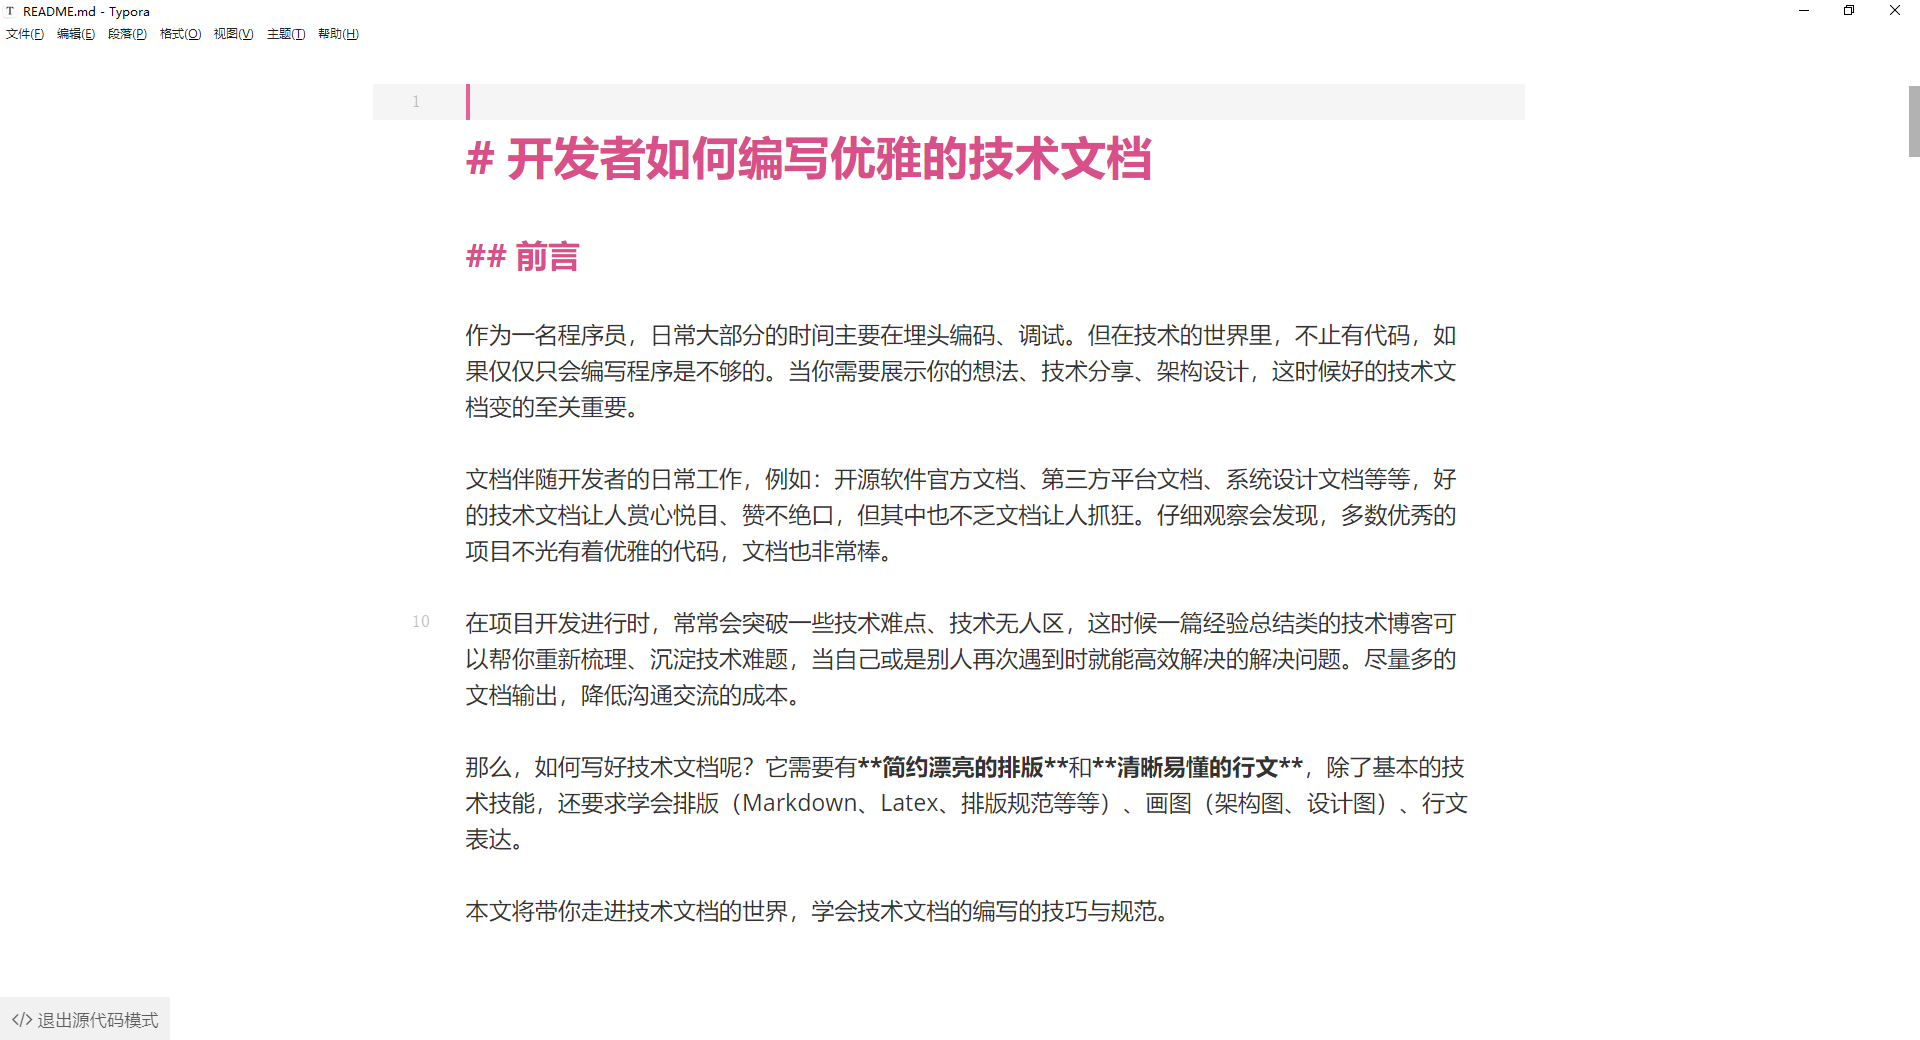 T README.md - Typora
文件(F) 编辑(E) 段落(P) 格式(O) 视图(V) 主题(T) 帮助(H)
1
# 开发者如何编写优雅的技术文档
## 前言
作为一名程序员，日常大部分的时间主要在埋头编码、调试。但在技术的世界里，不止有代码，如
果仅仅只会编写程序是不够的。当你需要展示你的想法、技术分享、架构设计，这时候好的技术文
档变的至关重要。
文档伴随开发者的日常工作，例如：开源软件官方文档、第三方平台文档、系统设计文档等等，好
的技术文档让人赏心悦目、赞不绝口，但其中也不乏文档让人抓狂。仔细观察会发现，多数优秀的
项目不光有着优雅的代码，文档也非常棒。
10 在项目开发进行时，常常会突破一些技术难点、技术无人区，这时候一篇经验总结类的技术博客可
以帮你重新梳理、沉淀技术难题，当自己或是别人再次遇到时就能高效解决的解决问题。尽量多的
文档输出，降低沟通交流的成本。
那么，如何写好技术文档呢？它需要有**简约漂亮的排版**和**清晰易懂的行文**，除了基本的技
术技能，还要求学会排版（Markdown、Latex、排版规范等等）、画图（架构图、设计图）、行文
表达。
本文将带你走进技术文档的世界，学会技术文档的编写的技巧与规范。
</> 退出源代码模式